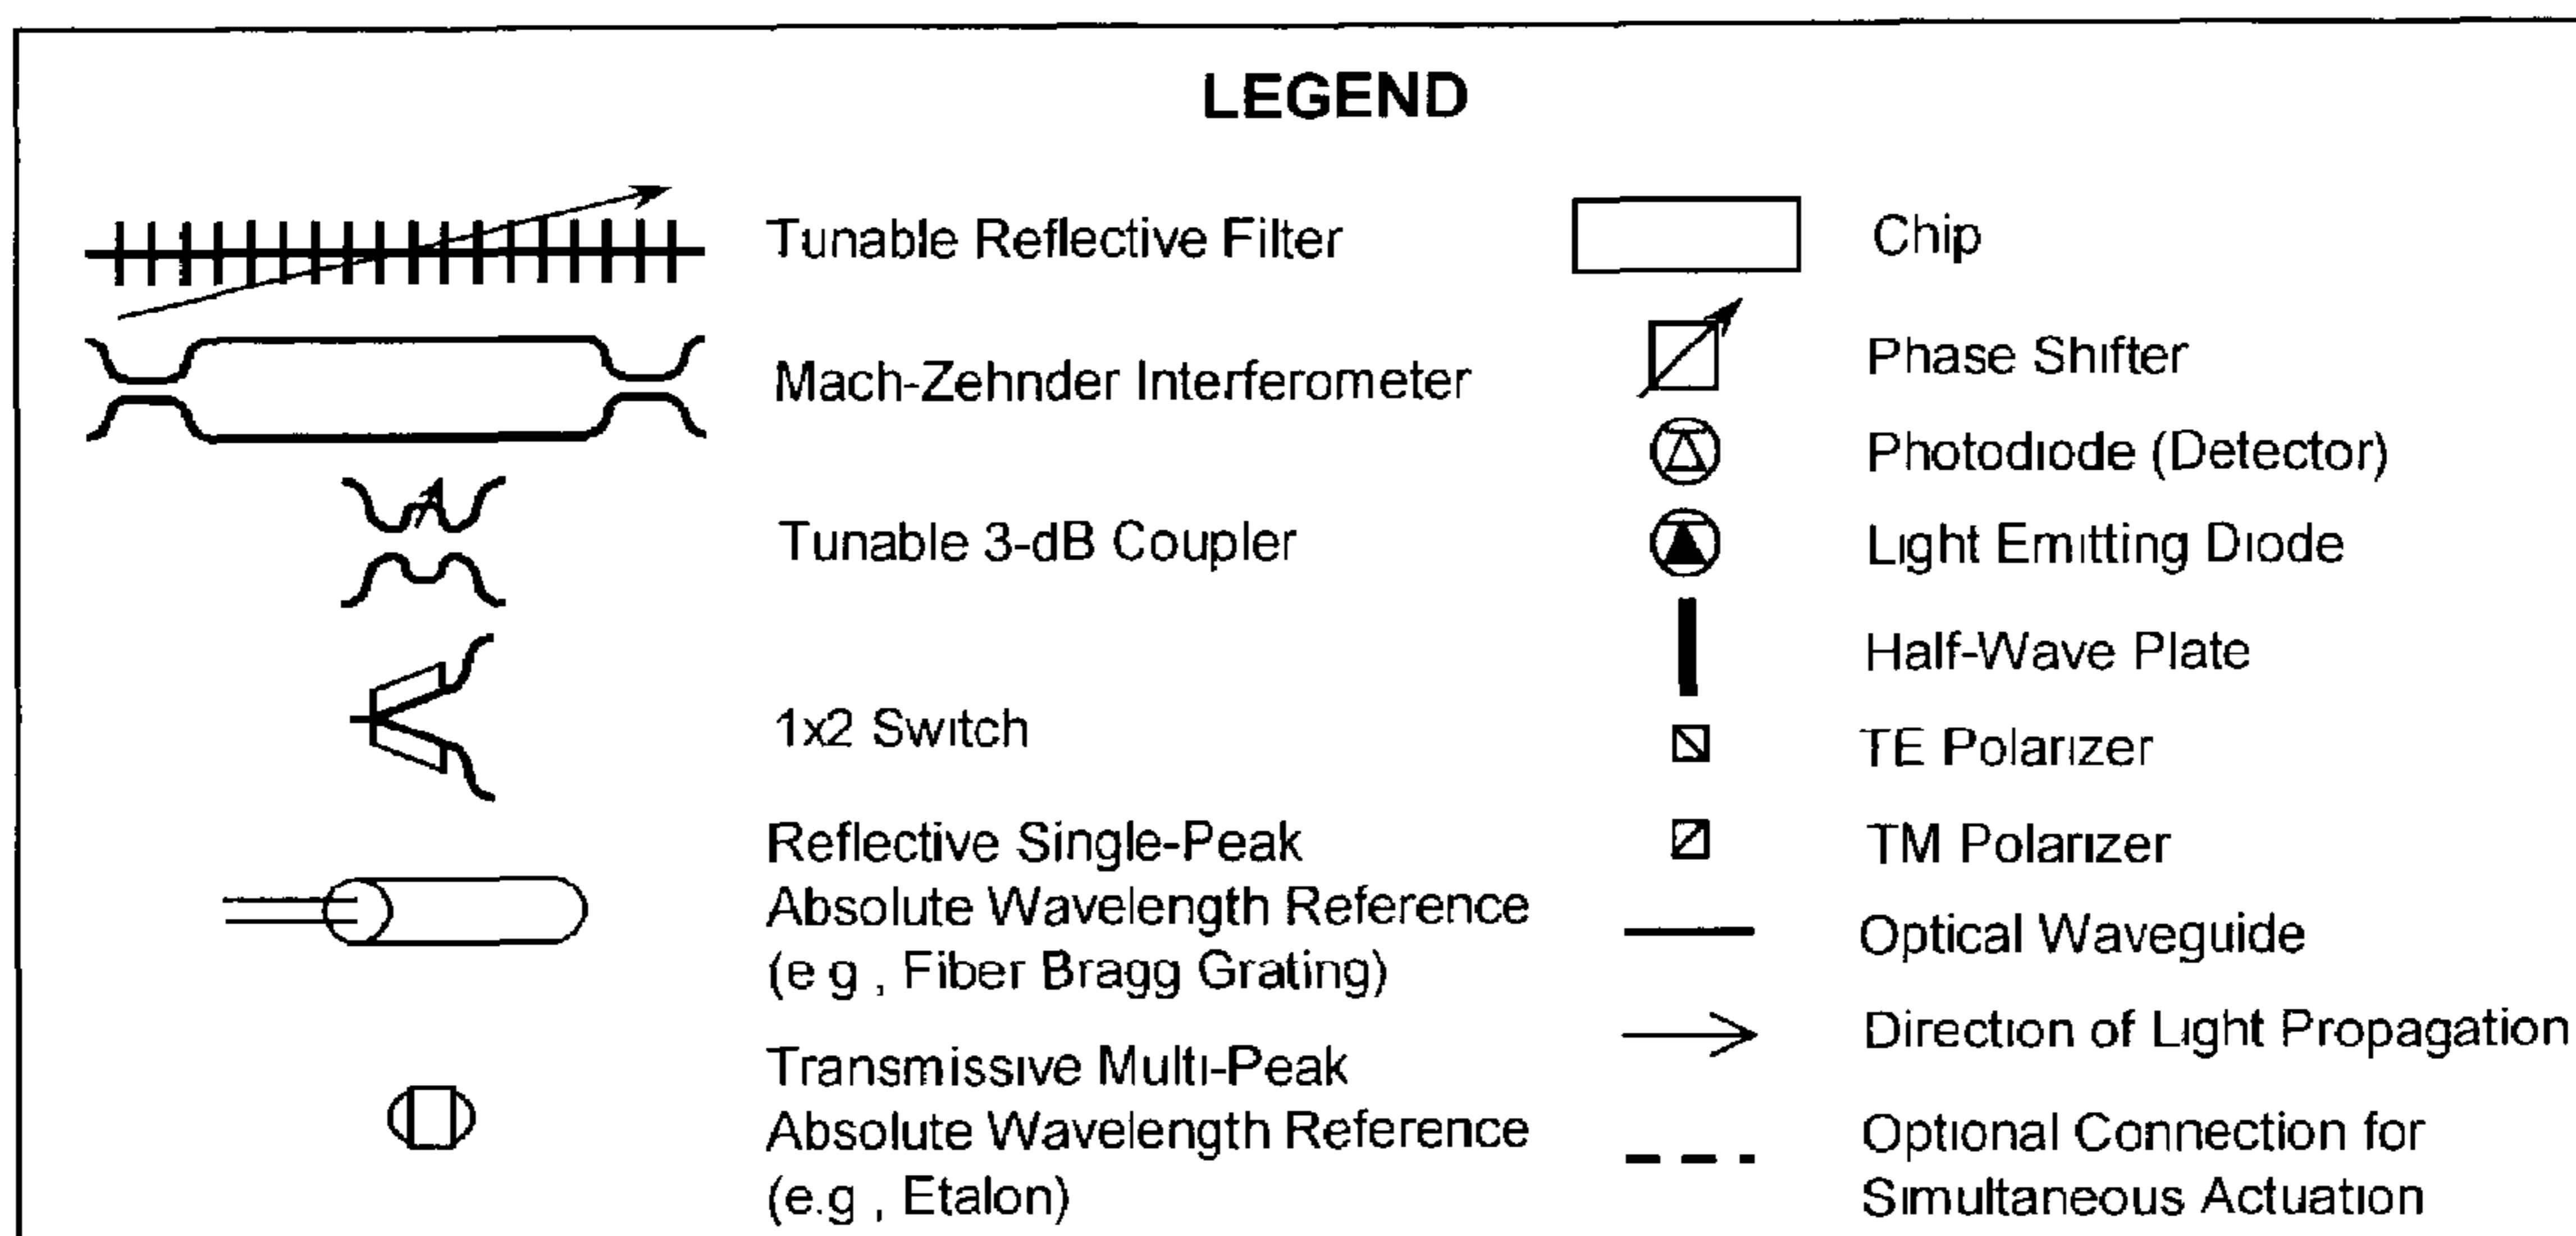 LEGEND
Tunable Reflective Filter
Mach-Zehnder Interferometer
Tunable 3-dB Coupler
1x2 Switch
Reflective Single-Peak
Absolute Wavelength Reference
(e g , Fiber Bragg Grating)
Transmissive Multi-Peak
Absolute Wavelength Reference
(e.g , Etalon)
Chip
Phase Shifter
Photodiode (Detector)
Light Emitting Diode
Half-Wave Plate
TE Polarizer
TM Polarizer
Optical Waveguide
Direction of Light Propagation
Optional Connection for
Simultaneous Actuation